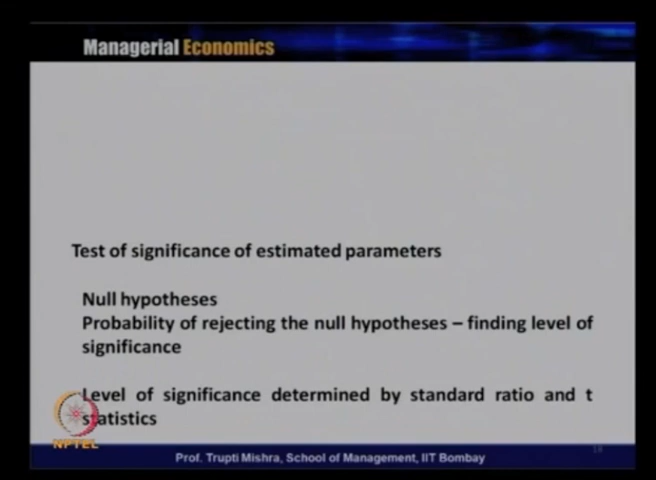 Managerial Economics
Test of significance of estimated parameters
Null hypotheses
Probability of rejecting the null hypotheses – finding level of
significance
Level of significance determined by standard ratio and t
statistics
NPTEL
Prof. Trupti Mishra, School of Management, IIT Bombay
18